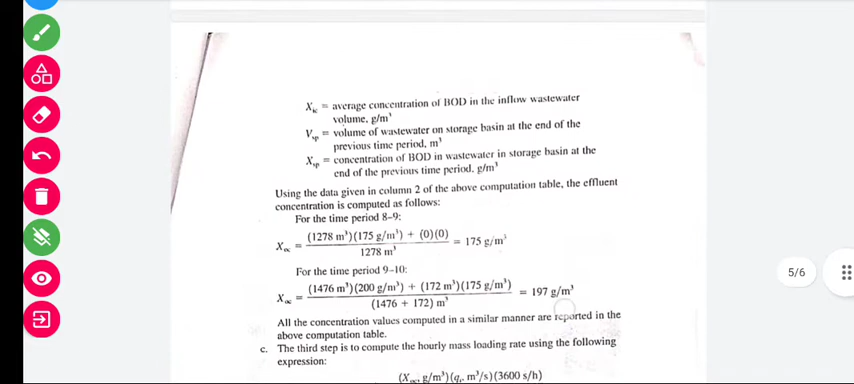 X_ic = average concentration of BOD in the inflow wastewater
volume, g/m³
V_sp = volume of wastewater on storage basin at the end of the
previous time period, m³
X_sp = concentration of BOD in wastewater in storage basin at the
end of the previous time period. g/m³
Using the data given in column 2 of the above computation table, the effluent
concentration is computed as follows:
For the time period 8–9:
X_oc = (1278 m³)(175 g/m³) + (0)(0) / 1278 m³ = 175 g/m³
For the time period 9–10:
X_oc = (1476 m³)(200 g/m³) + (172 m³)(175 g/m³) / (1476 + 172) m³ = 197 g/m³
All the concentration values computed in a similar manner are reported in the
above computation table.
c. The third step is to compute the hourly mass loading rate using the following
expression:
(X_oc, g/m³)(q, m³/s)(3600 s/h)
5/6